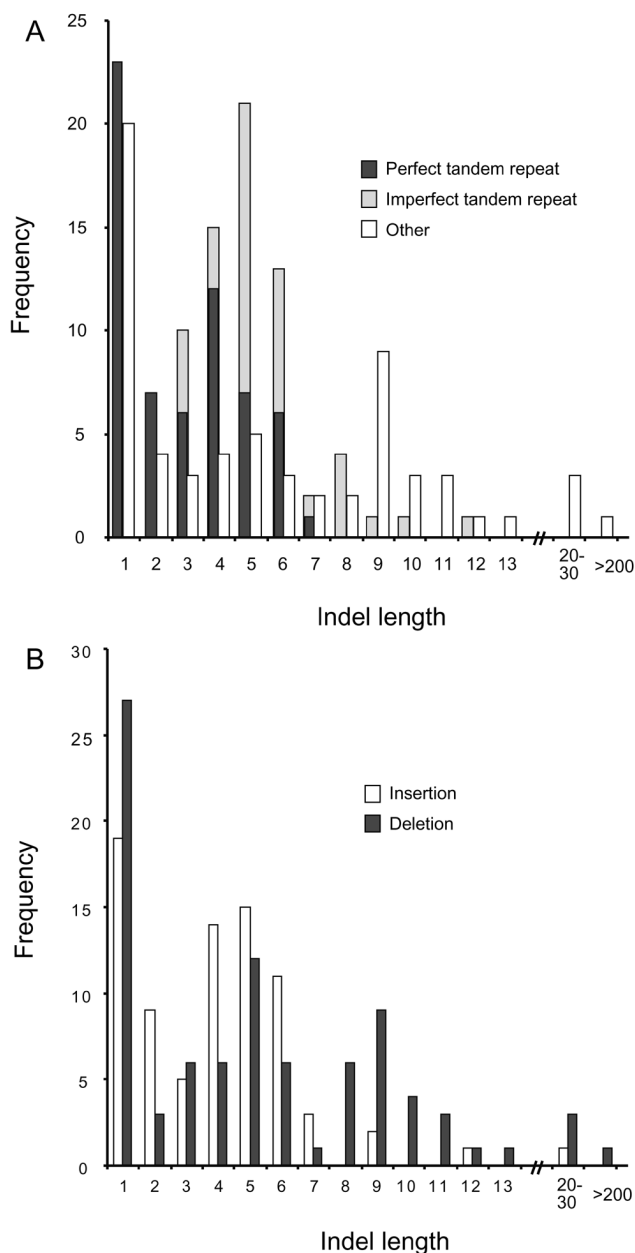 A
25
20
15
10
5
0
Frequency
Perfect tandem repeat
Imperfect tandem repeat
Other
1 2 3 4 5 6 7 8 9 10 11 12 13 20-30 >200
Indel length
B
30
25
20
15
10
5
0
Frequency
Insertion
Deletion
1 2 3 4 5 6 7 8 9 10 11 12 13 20-30 >200
Indel length